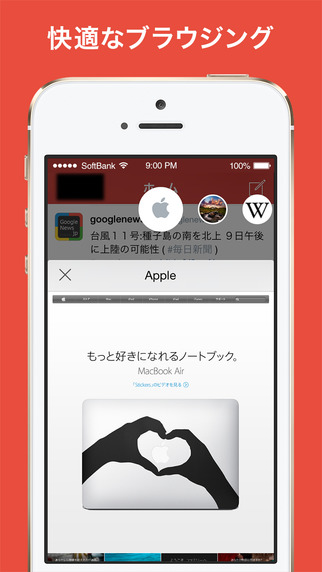 快適なブラウジング
SoftBank 9:00 PM 100%
ホーム
Google News jp
googlenew
台風１１号:種子島の南を北上 ９日午後
に上陸の可能性 ( #毎日新聞 )
W
Apple
もっと好きになれるノートブック。
MacBook Air